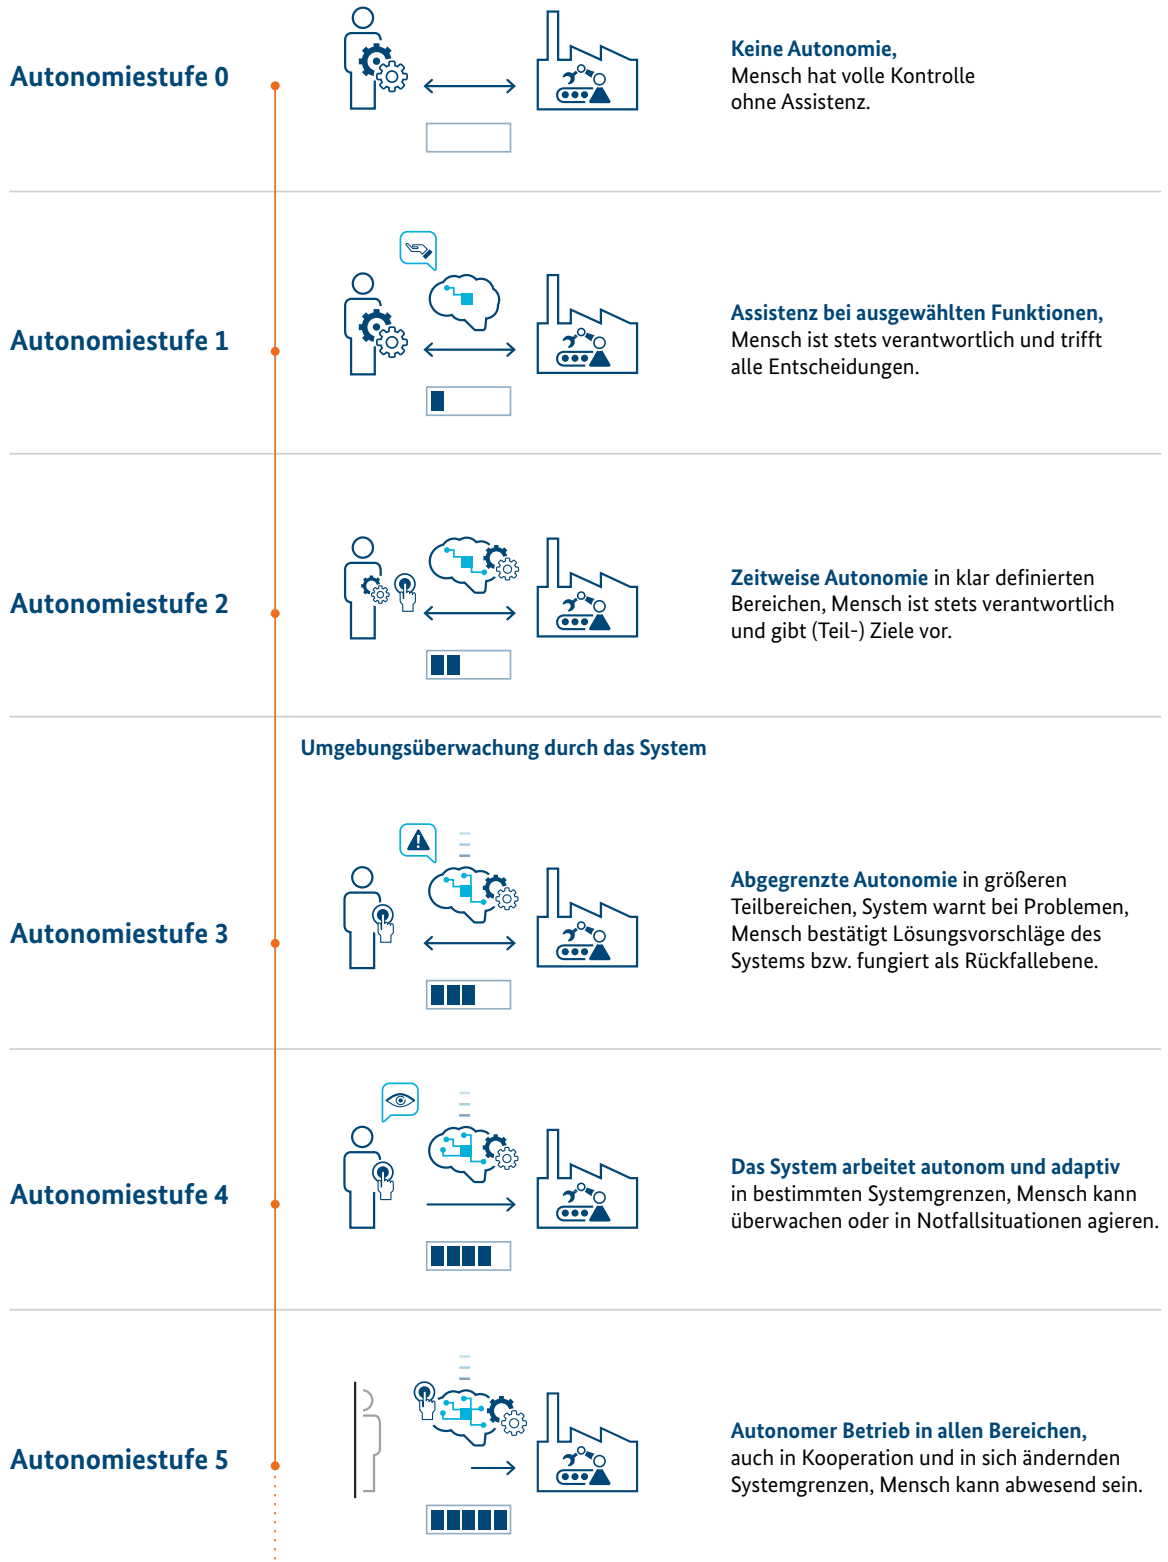 Autonomiestufe 0
Keine Autonomie,
Mensch hat volle Kontrolle
ohne Assistenz.
Autonomiestufe 1
Assistenz bei ausgewählten Funktionen,
Mensch ist stets verantwortlich und trifft
alle Entscheidungen.
Autonomiestufe 2
Zeitweise Autonomie in klar definierten
Bereichen, Mensch ist stets verantwortlich
und gibt (Teil-) Ziele vor.
Umgebungsüberwachung durch das System
Autonomiestufe 3
Abgegrenzte Autonomie in größeren
Teilbereichen, System warnt bei Problemen,
Mensch bestätigt Lösungsvorschläge des
Systems bzw. fungiert als Rückfallebene.
Autonomiestufe 4
Das System arbeitet autonom und adaptiv
in bestimmten Systemgrenzen, Mensch kann
überwachen oder in Notfallsituationen agieren.
Autonomiestufe 5
Autonomer Betrieb in allen Bereichen,
auch in Kooperation und in sich ändernden
Systemgrenzen, Mensch kann abwesend sein.